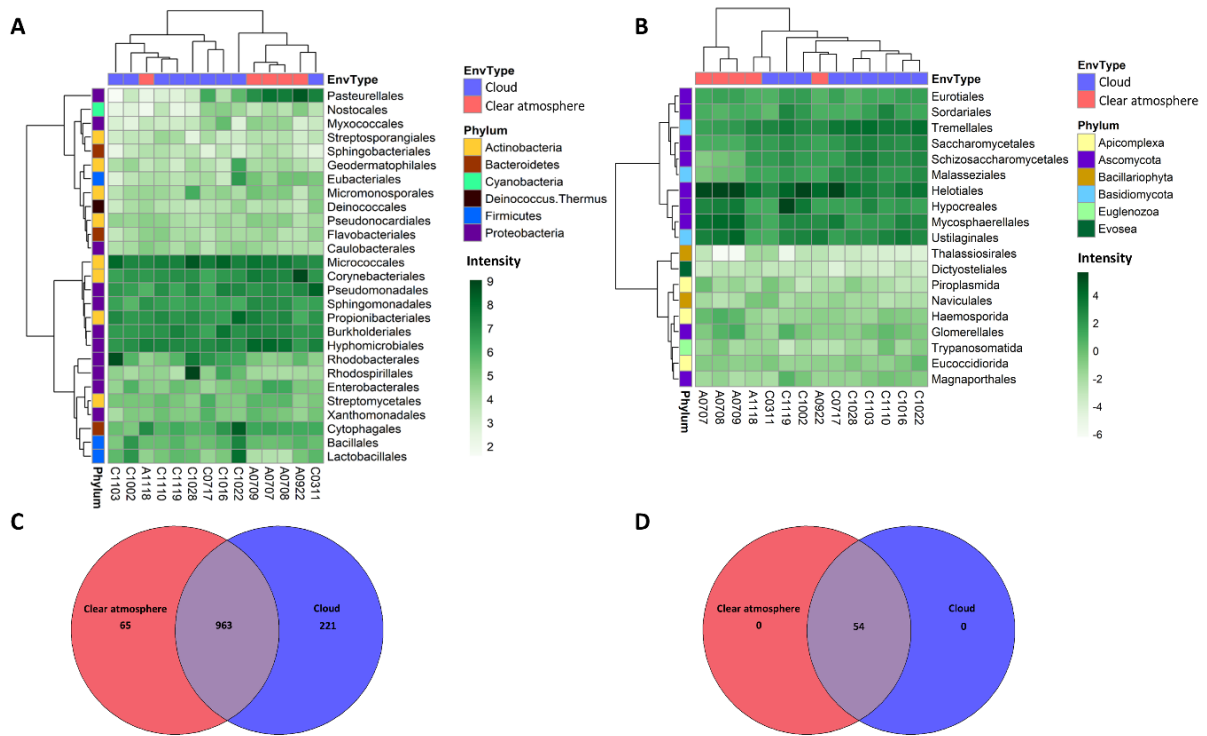 A
EnvType
Pasteurellales
Nostocales
Myxococcales
Streptosporangiales
Sphingobacteriales
Geodermatophilales
Eubacteriales
Micromonosporales
Deinococcales
Pseudonocardiales
Flavobacteriales
Caulobacterales
Micrococcales
Corynebacteriales
Pseudomonadales
Sphingomonadales
Propionibacteriales
Burkholderiales
Hyphomicrobiales
Rhodobacterales
Rhodospirillales
Enterobacterales
Streptomycetales
Xanthomonadales
Cytophagales
Bacillales
Lactobacillales
Phylum
C1103
C1002
A1118
C1110
C1119
C1028
C0717
C1016
C1022
A0709
A0707
A0708
A0922
C0311
EnvType
Cloud
Clear atmosphere
Phylum
Actinobacteria
Bacteroidetes
Cyanobacteria
Deinococcus.Thermus
Firmicutes
Proteobacteria
Intensity
9
8
7
6
5
4
3
2
B
EnvType
Eurotiales
Sordariales
Tremellales
Saccharomycetales
Schizosaccharomycetales
Malasseziales
Helotiales
Hypocreales
Mycosphaerellales
Ustilaginales
Thalassiosirales
Dictyosteliales
Piroplasmida
Naviculales
Haemosporida
Glomerellales
Trypanosomatida
Eucoccidiorida
Magnaporthales
Phylum
A0707
A0708
A0709
A1118
C0311
C1119
C1002
A0922
C0717
C1028
C1103
C1110
C1016
C1022
EnvType
Cloud
Clear atmosphere
Phylum
Apicomplexa
Ascomycota
Bacillariophyta
Basidiomycota
Euglenozoa
Evosea
Intensity
4
2
0
-2
-4
-6
C
Clear atmosphere
65
963
Cloud
221
D
Clear atmosphere
0
54
Cloud
0